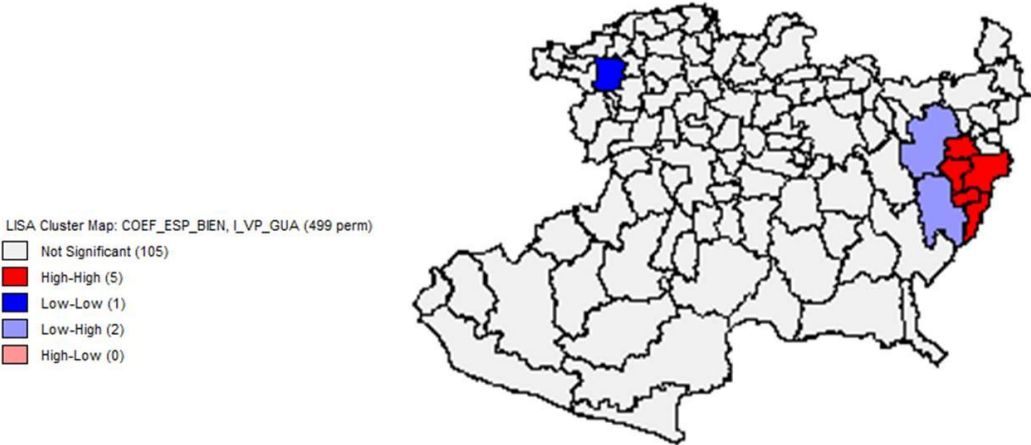 LISA Cluster Map: COEF_ESP_BIEN, I_VP_GUA (499 perm)
Not Significant (105)
High-High (5)
Low-Low (1)
Low-High (2)
High-Low (0)